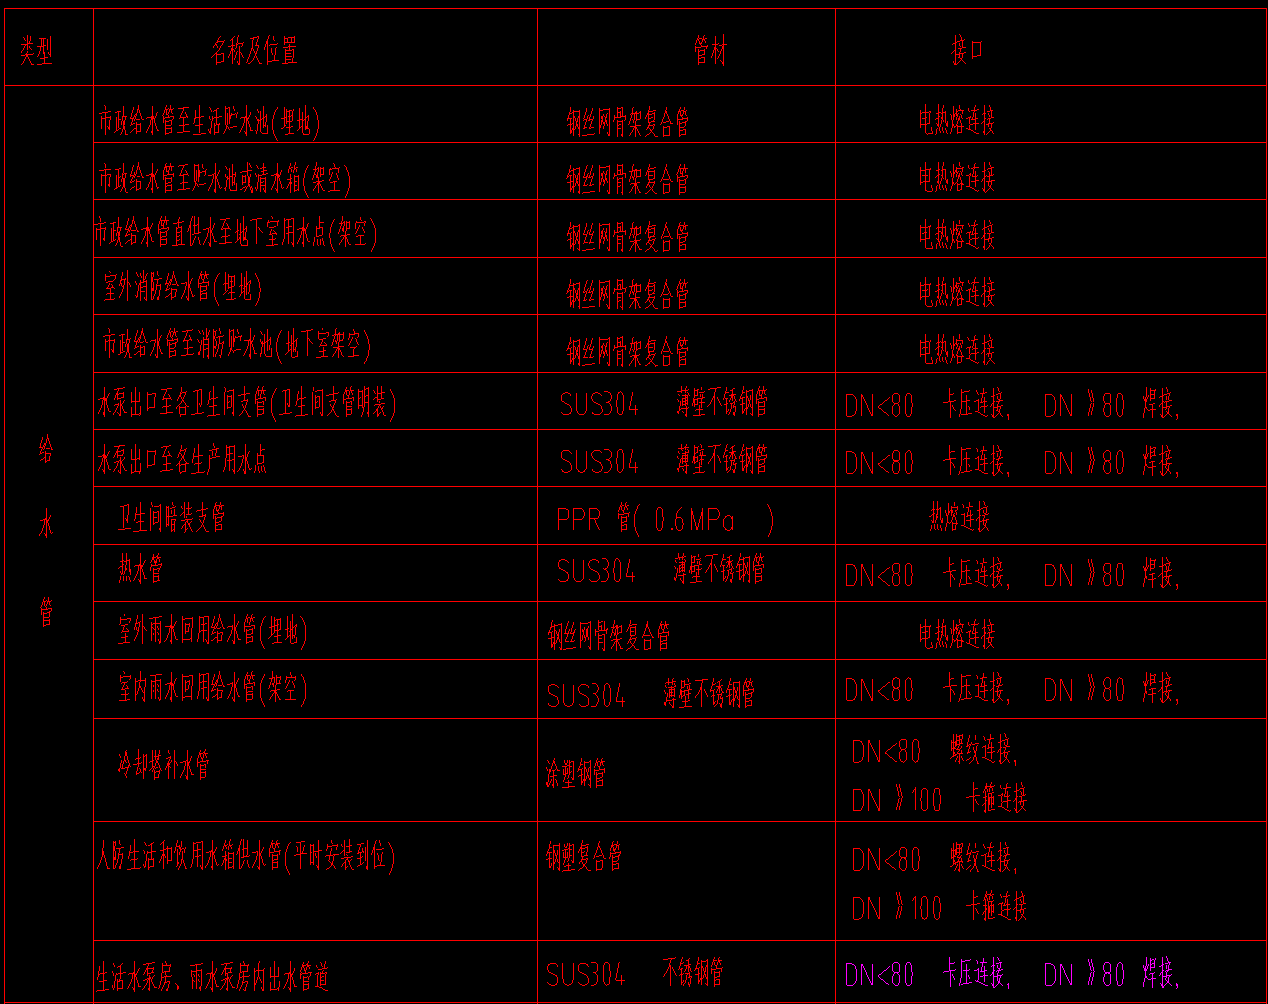 类型 名称及位置 管材 接口
市政给水管至生活贮水池(埋地) 钢丝网骨架复合管 电热熔连接
市政给水管至贮水池或清水箱(架空) 钢丝网骨架复合管 电热熔连接
市政给水管直供水至地下室用水点(架空) 钢丝网骨架复合管 电热熔连接
室外消防给水管(埋地) 钢丝网骨架复合管 电热熔连接
市政给水管至消防贮水池(地下室架空) 钢丝网骨架复合管 电热熔连接
水泵出口至各卫生间支管(卫生间支管明装) SUS304 薄壁不锈钢管 DN<80 卡压连接, DN 》80 焊接,
给
水泵出口至各生产用水点 SUS304 薄壁不锈钢管 DN<80 卡压连接, DN 》80 焊接,
水
卫生间暗装支管 PPR 管( 0.6MPa ) 热熔连接
热水管 SUS304 薄壁不锈钢管 DN<80 卡压连接, DN 》80 焊接,
管
室外雨水回用给水管(埋地) 钢丝网骨架复合管 电热熔连接
室内雨水回用给水管(架空) SUS304 薄壁不锈钢管 DN<80 卡压连接, DN 》80 焊接,
冷却塔补水管 涂塑钢管 DN<80 螺纹连接,
DN 》100 卡箍连接
人防生活和饮用水箱供水管(平时安装到位) 钢塑复合管 DN<80 螺纹连接,
DN 》100 卡箍连接
生活水泵房、雨水泵房内出水管道 SUS304 不锈钢管 DN<80 卡压连接, DN 》80 焊接,